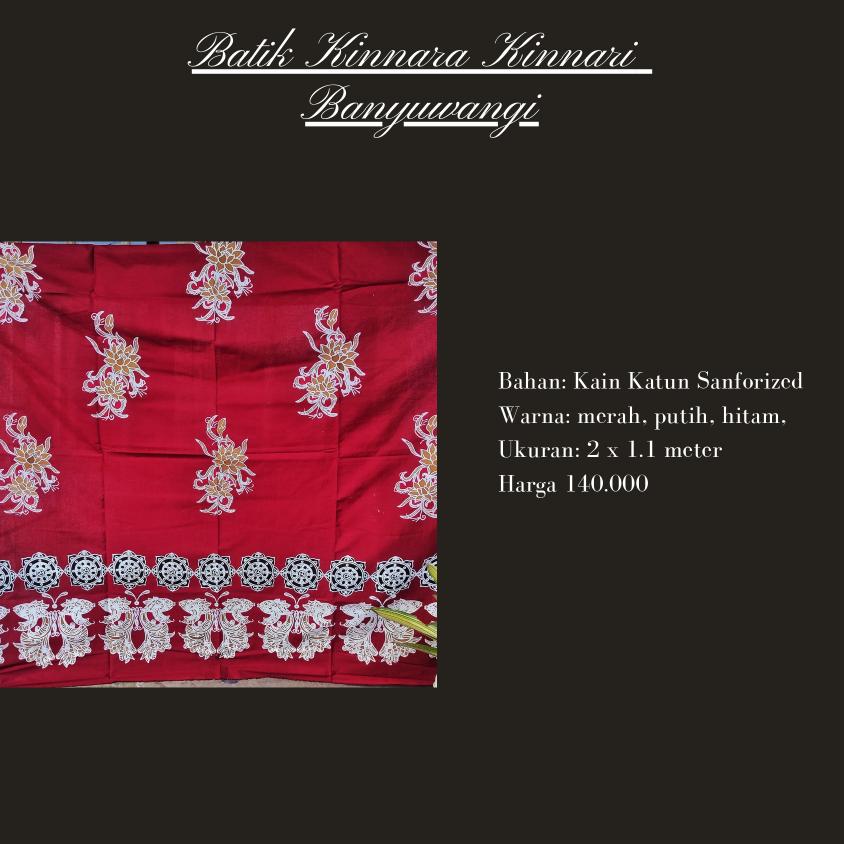 Batik Kinnara Kinnari
Banyuwangi
Bahan: Kain Katun Sanforized
Warna: merah, putih, hitam,
Ukuran: 2 x 1.1 meter
Harga 140.000